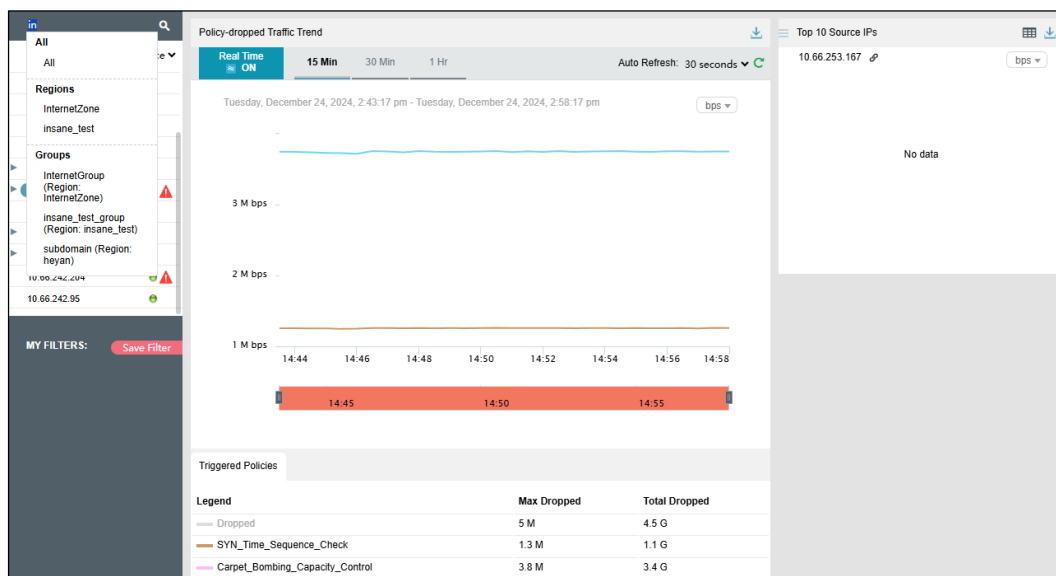 in
All
ce
All
Regions
InternetZone
insane_test
Groups
InternetGroup
(Region:
InternetZone)
insane_test_group
(Region: insane_test)
subdomain (Region:
heyan)
10.66.242.204
10.66.242.95
MY FILTERS:
Save Filter
Policy-dropped Traffic Trend
Real Time
ON
15 Min
30 Min
1 Hr
Auto Refresh: 30 seconds
Tuesday, December 24, 2024, 2:43:17 pm - Tuesday, December 24, 2024, 2:58:17 pm
bps
3 M bps
2 M bps
1 M bps
14:44 14:46 14:48 14:50 14:52 14:54 14:56 14:58
14:45 14:50 14:55
Triggered Policies
Legend Max Dropped Total Dropped
Dropped 5 M 4.5 G
SYN_Time_Sequence_Check 1.3 M 1.1 G
Carpet_Bombing_Capacity_Control 3.8 M 3.4 G
Top 10 Source IPs
10.66.253.167
bps
No data